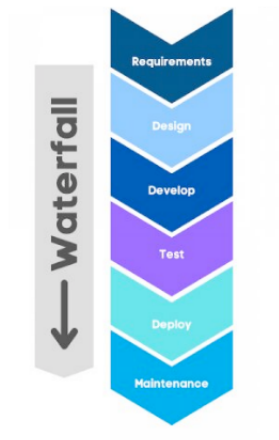 Waterfall
Requirements
Design
Develop
Test
Deploy
Maintenance